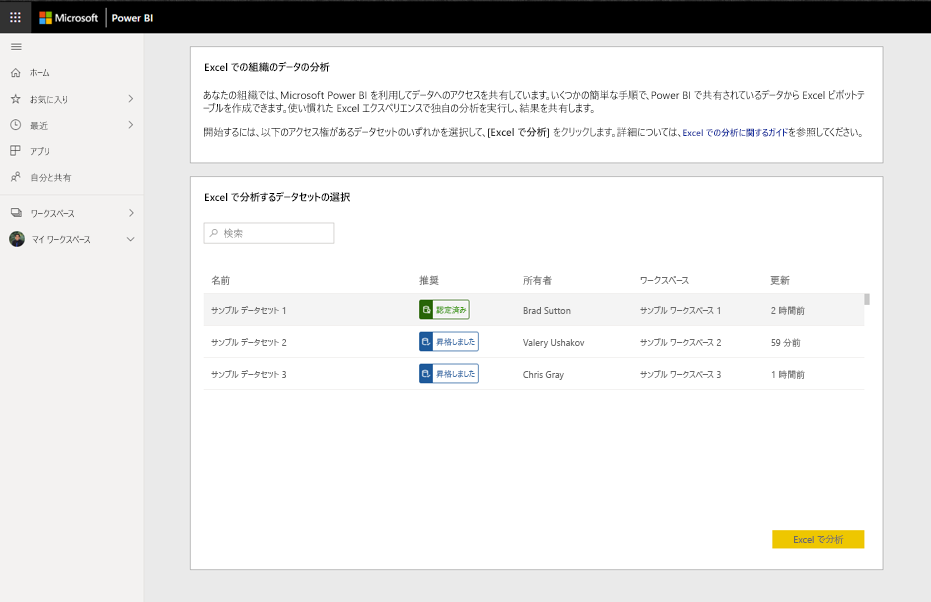 Microsoft Power BI
ホーム
お気に入り
最近
アプリ
自分と共有
ワークスペース
マイ ワークスペース
Excel での組織のデータの分析
あなたの組織では、Microsoft Power BI を利用してデータへのアクセスを共有しています。いくつかの簡単な手順で、Power BI で共有されているデータから Excel ピボットテ
ーブルを作成できます。使い慣れた Excel エクスペリエンスで独自の分析を実行し、結果を共有します。
開始するには、以下のアクセス権があるデータセットのいずれかを選択して、[Excel で分析] をクリックします。詳細については、Excel での分析に関するガイドを参照してください。
Excel で分析するデータセットの選択
検索
名前 推奨 所有者 ワークスペース 更新
サンプル データセット 1 認定済み Brad Sutton サンプル ワークスペース 1 2 時間前
サンプル データセット 2 昇格しました Valery Ushakov サンプル ワークスペース 2 59 分前
サンプル データセット 3 昇格しました Chris Gray サンプル ワークスペース 3 1 時間前
Excel で分析